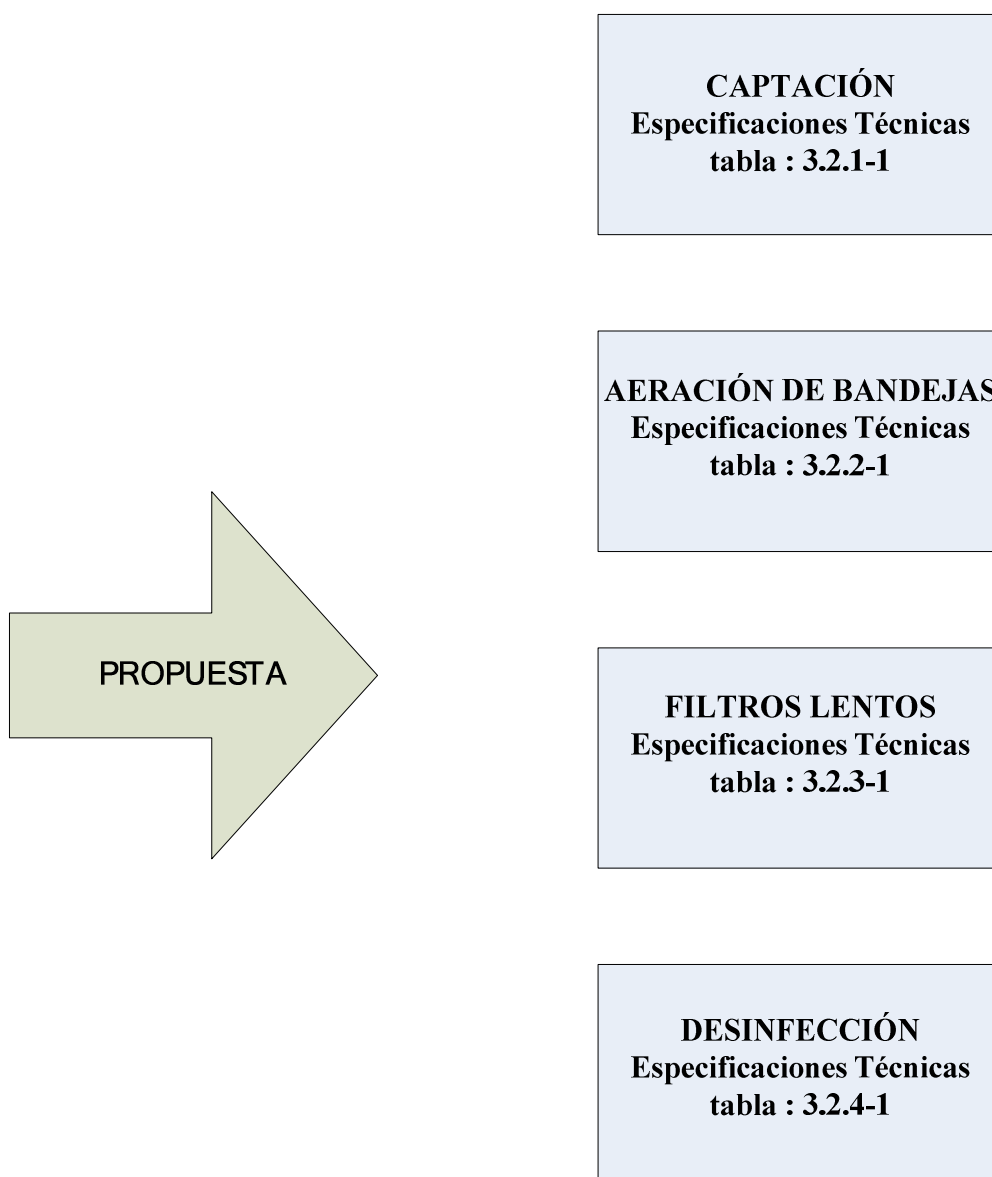 CAPTACIÓN
Especificaciones Técnicas
tabla : 3.2.1-1
AERACIÓN DE BANDEJAS
Especificaciones Técnicas
tabla : 3.2.2-1
PROPUESTA
FILTROS LENTOS
Especificaciones Técnicas
tabla : 3.2.3-1
DESINFECCIÓN
Especificaciones Técnicas
tabla : 3.2.4-1